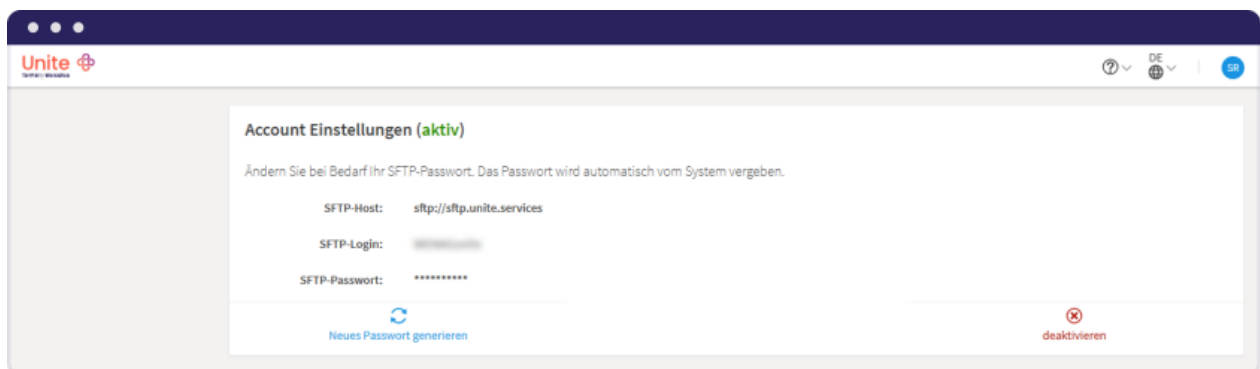 Unite
DE
SR
Account Einstellungen (aktiv)
Ändern Sie bei Bedarf Ihr SFTP-Passwort. Das Passwort wird automatisch vom System vergeben.
SFTP-Host: sftp://sftp.unite.services
SFTP-Login:
SFTP-Passwort: **********
Neues Passwort generieren
deaktivieren